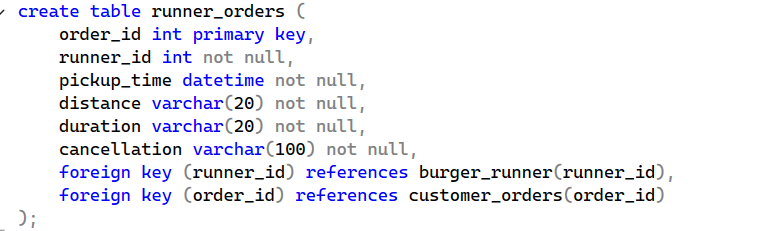 create table runner_orders (
    order_id int primary key,
    runner_id int not null,
    pickup_time datetime not null,
    distance varchar(20) not null,
    duration varchar(20) not null,
    cancellation varchar(100) not null,
    foreign key (runner_id) references burger_runner(runner_id),
    foreign key (order_id) references customer_orders(order_id)
);